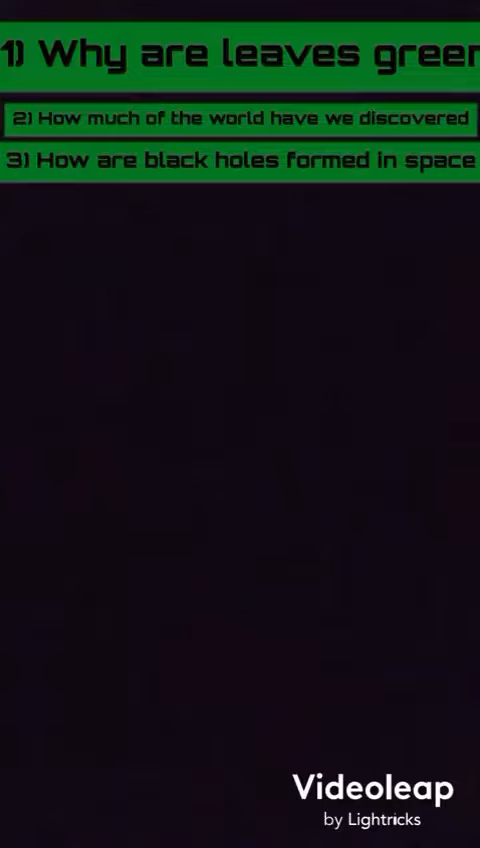 1) Why are leaves green
2) How much of the world have we discovered
3) How are black holes formed in space
Videoleap
by Lightricks